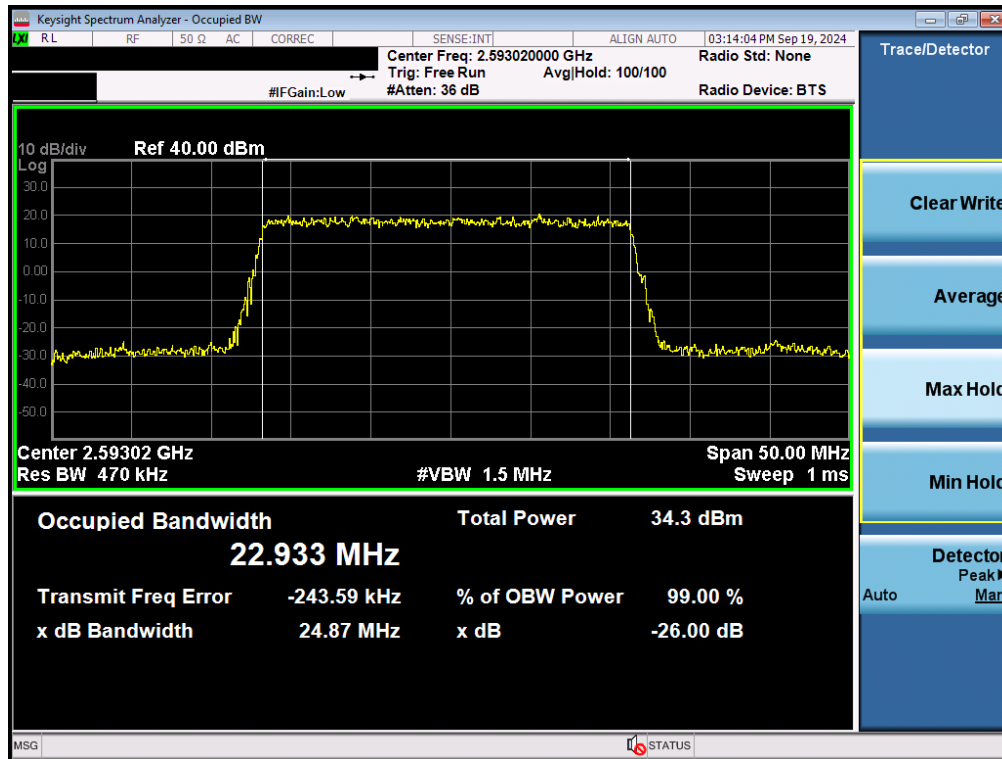 Keysight Spectrum Analyzer - Occupied BW
LXI RL RF 50 Ω AC CORREC SENSE:INT ALIGN AUTO 03:14:04 PM Sep 19, 2024
Center Freq: 2.593020000 GHz Radio Std: None
Trig: Free Run Avg|Hold: 100/100
#IFGain:Low #Atten: 36 dB Radio Device: BTS
Trace/Detector
10 dB/div Ref 40.00 dBm
Log
30.0
20.0
10.0
0.00
-10.0
-20.0
-30.0
-40.0
-50.0
Center 2.59302 GHz Span 50.00 MHz
Res BW 470 kHz #VBW 1.5 MHz Sweep 1 ms
Occupied Bandwidth Total Power 34.3 dBm
22.933 MHz
Transmit Freq Error -243.59 kHz % of OBW Power 99.00 %
x dB Bandwidth 24.87 MHz x dB -26.00 dB
Clear Write
Average
Max Hold
Min Hold
Detector
Peak
Auto Man
MSG STATUS